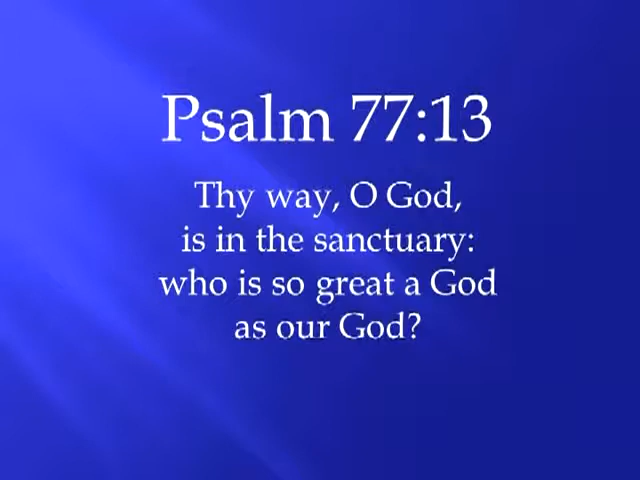 Psalm 77:13
Thy way, O God,
is in the sanctuary:
who is so great a God
as our God?